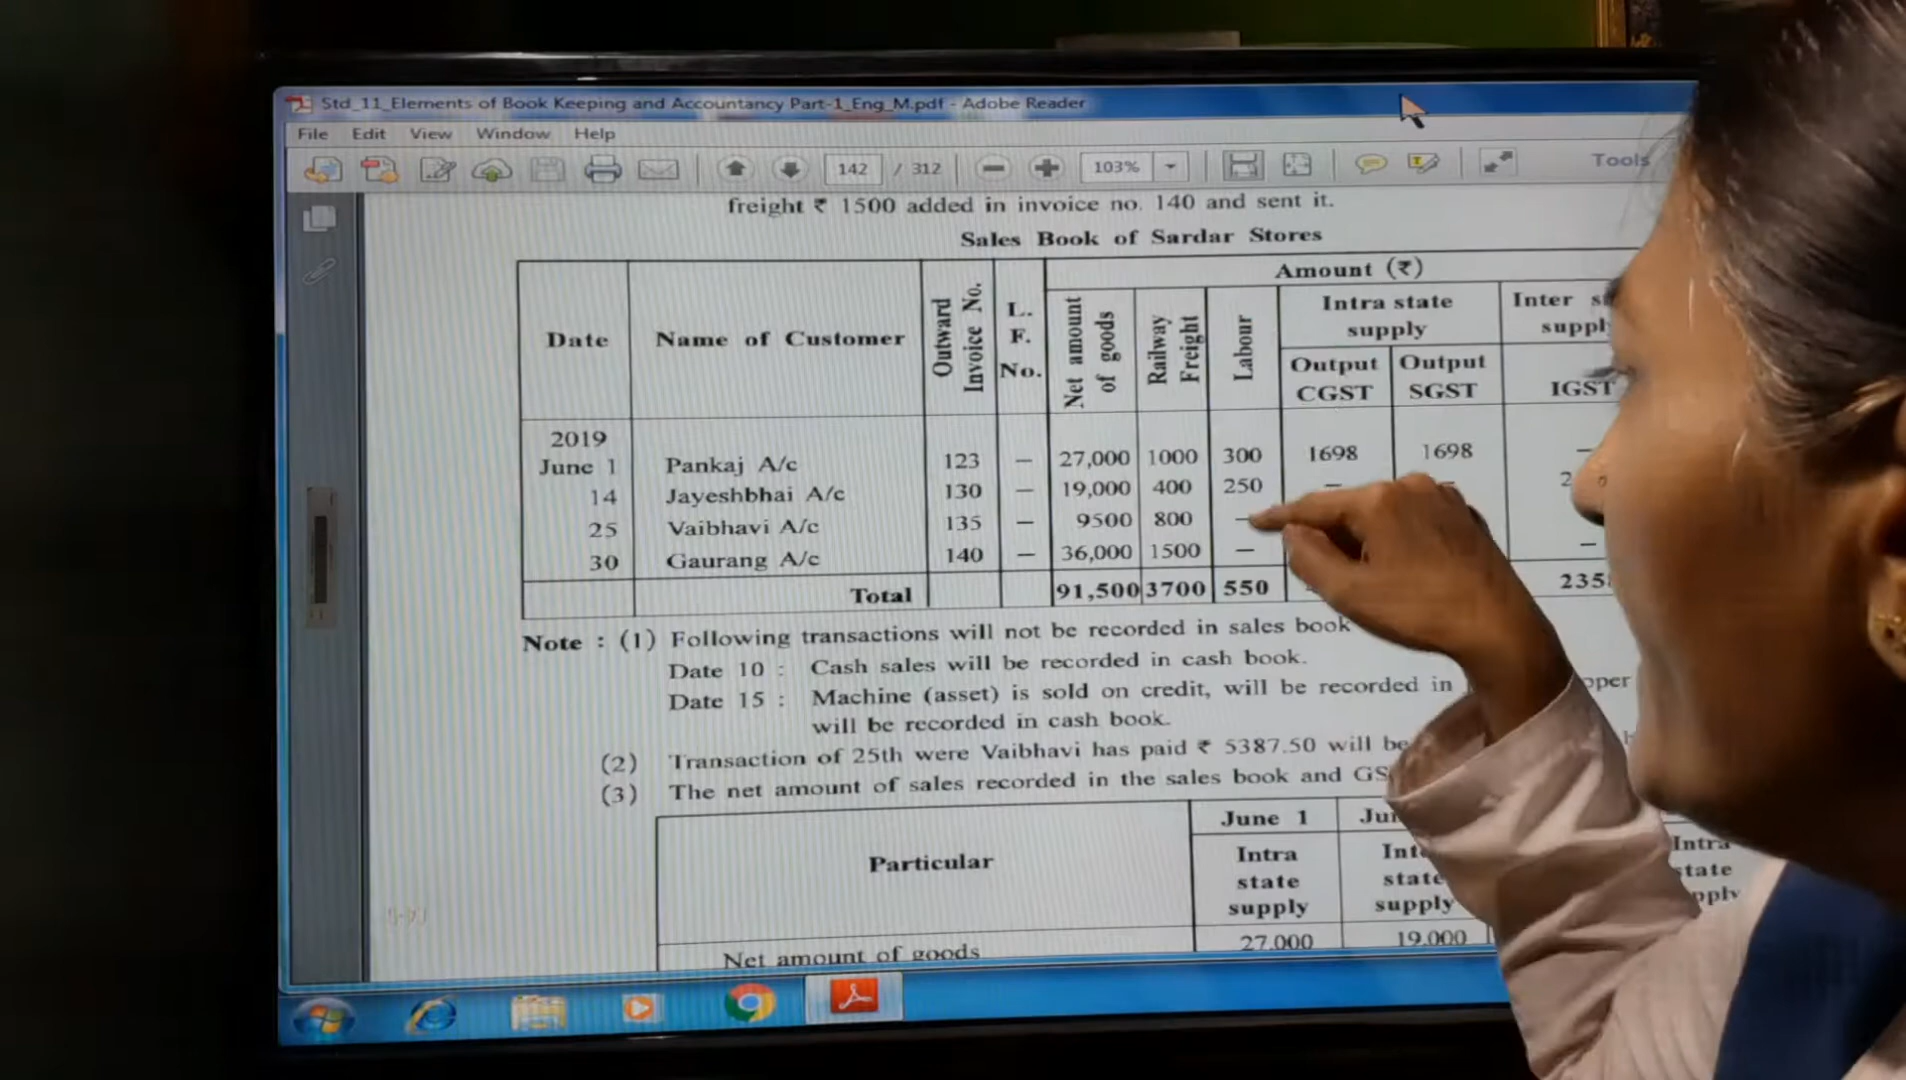 Std_11_Elements of Book Keeping and Accountancy Part-1_Eng_M.pdf - Adobe Reader
File Edit View Window Help
142 / 312 103% Tools
freight ₹ 1500 added in invoice no. 140 and sent it.
Sales Book of Sardar Stores
Date Name of Customer Outward Invoice No. L. F. No. Amount (₹)
Net amount of goods Railway Freight Labour Intra state supply Inter
Output CGST Output SGST IGST
2019
June 1 Pankaj A/c 123 — 27,000 1000 300 1698 1698 —
14 Jayeshbhai A/c 130 — 19,000 400 250 — —
25 Vaibhavi A/c 135 — 9500 800 —
30 Gaurang A/c 140 — 36,000 1500 — —
Total 91,500 3700 550
Note : (1) Following transactions will not be recorded in sales book
Date 10 : Cash sales will be recorded in cash book.
Date 15 : Machine (asset) is sold on credit, will be recorded in
will be recorded in cash book.
(2) Transaction of 25th were Vaibhavi has paid ₹ 5387.50 will be
(3) The net amount of sales recorded in the sales book and
Particular June 1
Intra state supply state supply Intra state
Net amount of goods 27,000 19,000